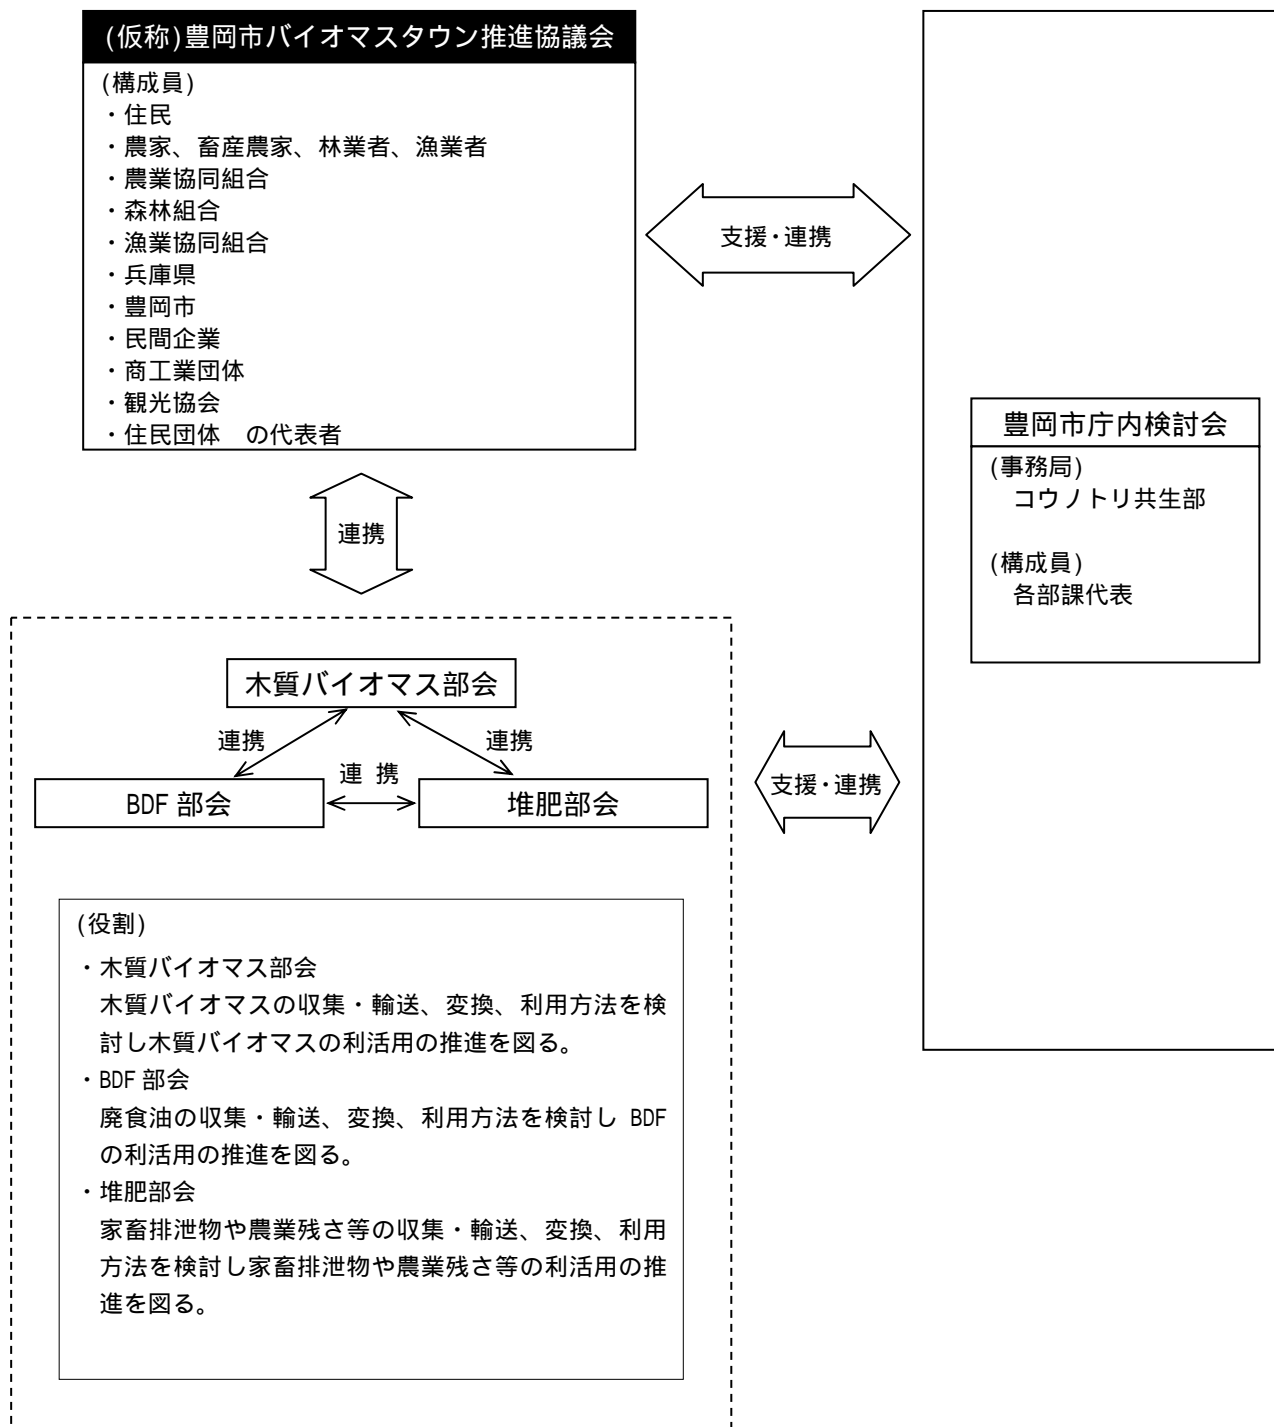 (仮称)豊岡市バイオマスタウン推進協議会
(構成員)
・住民
・農家、畜産農家、林業者、漁業者
・農業協同組合
・森林組合
・漁業協同組合
・兵庫県
・豊岡市
・民間企業
・商工業団体
・観光協会
・住民団体　の代表者
支援・連携
豊岡市庁内検討会
(事務局)
コウノトリ共生部
(構成員)
各部課代表
連携
木質バイオマス部会
連携
連携
連 携
BDF 部会
堆肥部会
支援・連携
(役割)
・木質バイオマス部会
木質バイオマスの収集・輸送、変換、利用方法を検
討し木質バイオマスの利活用の推進を図る。
・BDF 部会
廃食油の収集・輸送、変換、利用方法を検討し BDF
の利活用の推進を図る。
・堆肥部会
家畜排泄物や農業残さ等の収集・輸送、変換、利用
方法を検討し家畜排泄物や農業残さ等の利活用の推
進を図る。